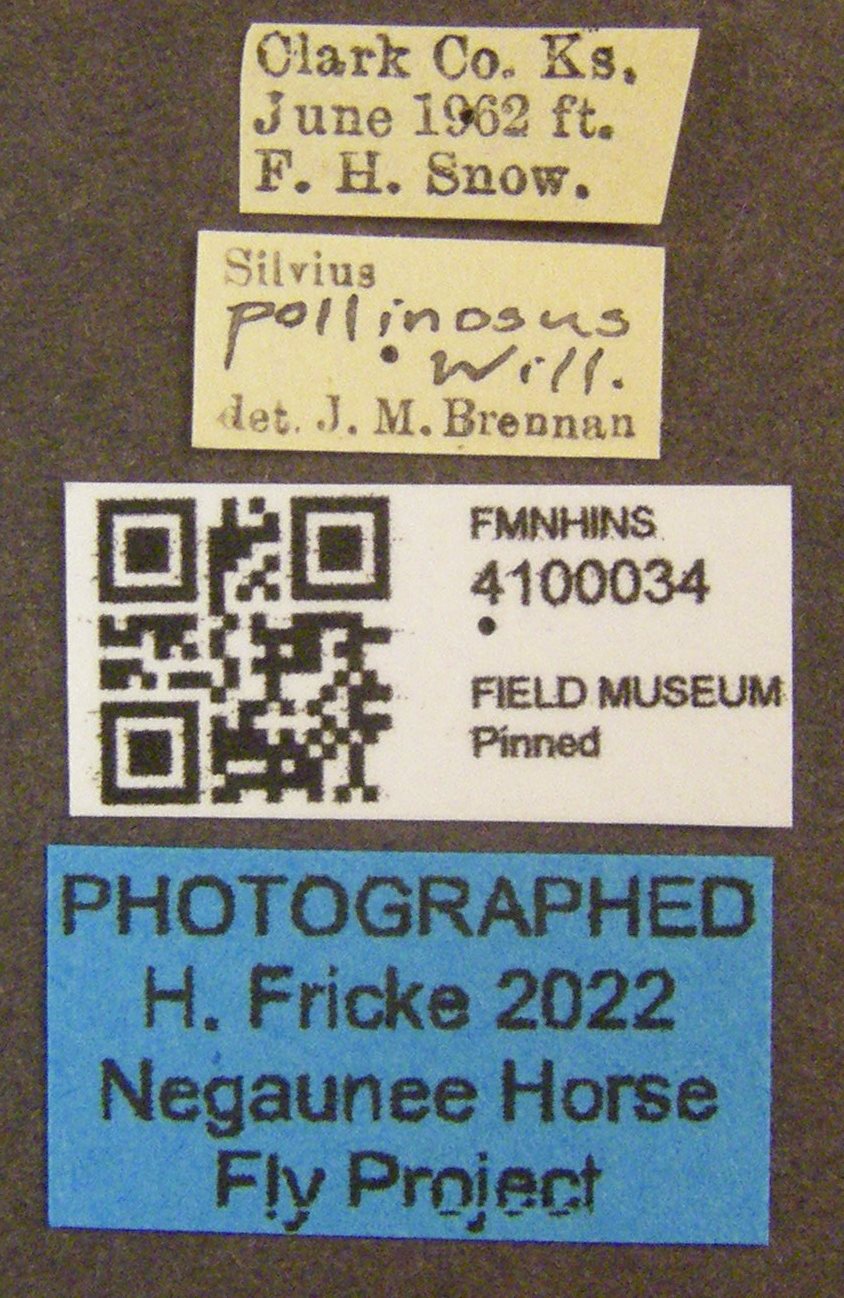 Clark Co. Ks.
June 1962 ft.
F. H. Snow.
Silvius
pollinosus
Will.
det. J. M. Brennan
FMNHINS
4100034
FIELD MUSEUM
Pinned
PHOTOGRAPHED
H. Fricke 2022
Negaunee Horse
Fly Project